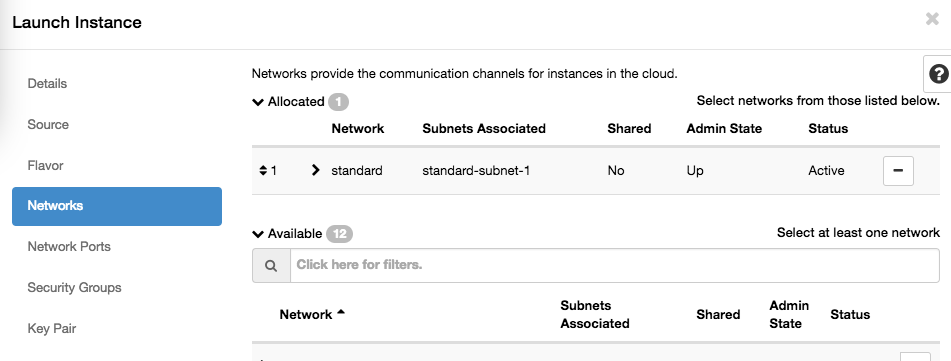 Launch Instance
Details
Source
Flavor
Networks
Network Ports
Security Groups
Key Pair
Networks provide the communication channels for instances in the cloud.
Allocated 1
Select networks from those listed below.
Network Subnets Associated Shared Admin State Status
1 standard standard-subnet-1 No Up Active
Available 12
Select at least one network
Click here for filters.
Network Subnets Associated Shared Admin State Status